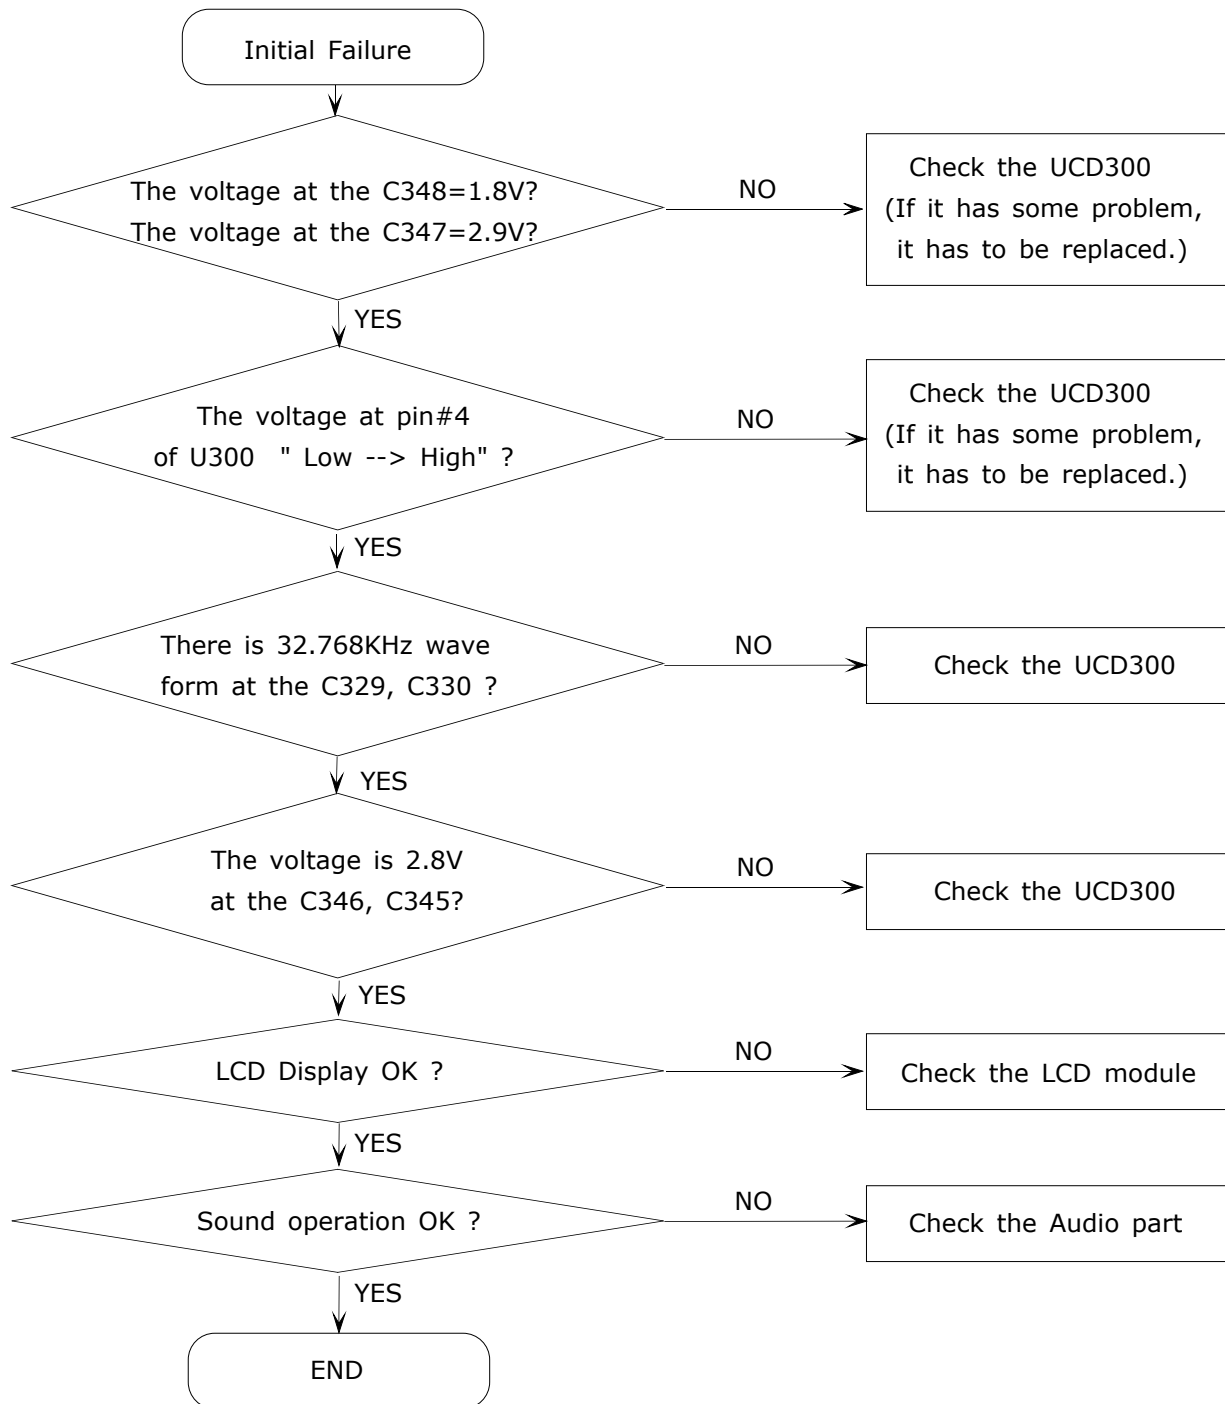 Initial Failure
The voltage at the C348=1.8V?
The voltage at the C347=2.9V?
NO
Check the UCD300
(If it has some problem,
it has to be replaced.)
YES
The voltage at pin#4
of U300 " Low --> High" ?
NO
Check the UCD300
(If it has some problem,
it has to be replaced.)
YES
There is 32.768KHz wave
form at the C329, C330 ?
NO
Check the UCD300
YES
The voltage is 2.8V
at the C346, C345?
NO
Check the UCD300
YES
LCD Display OK ?
NO
Check the LCD module
YES
Sound operation OK ?
NO
Check the Audio part
YES
END